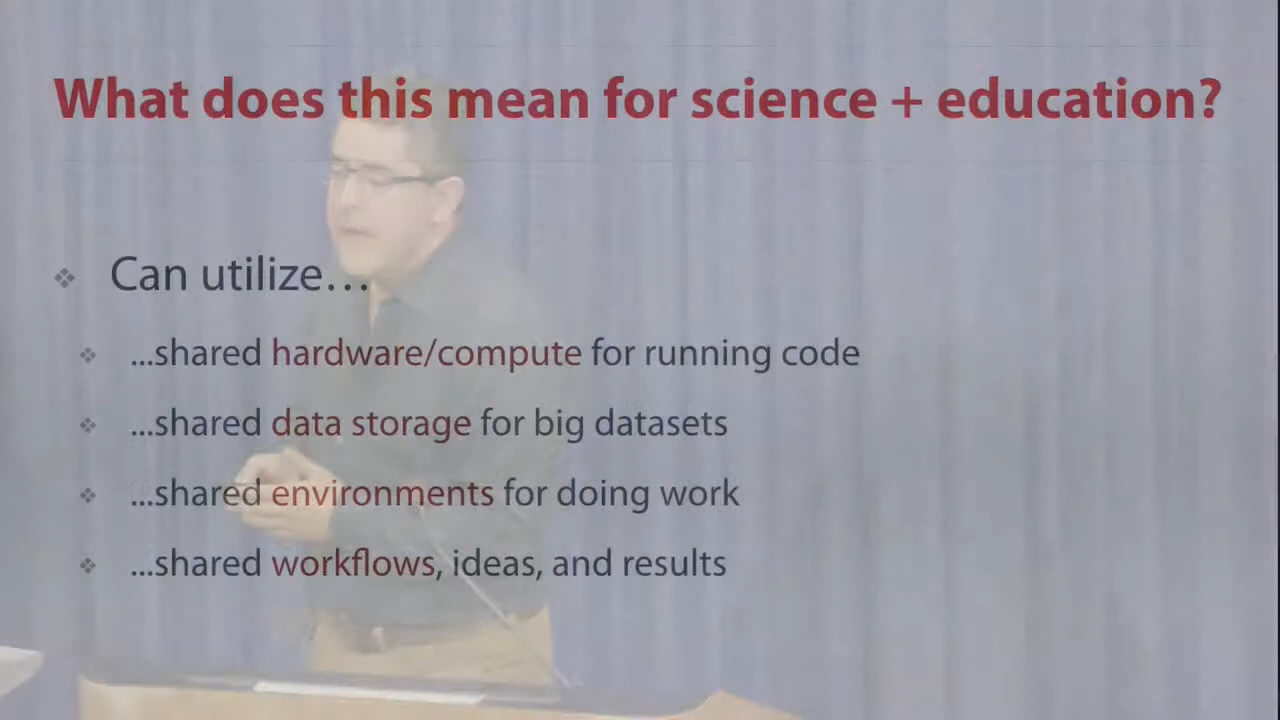 What does this mean for science + education?
Can utilize…
...shared hardware/compute for running code
...shared data storage for big datasets
...shared environments for doing work
...shared workflows, ideas, and results